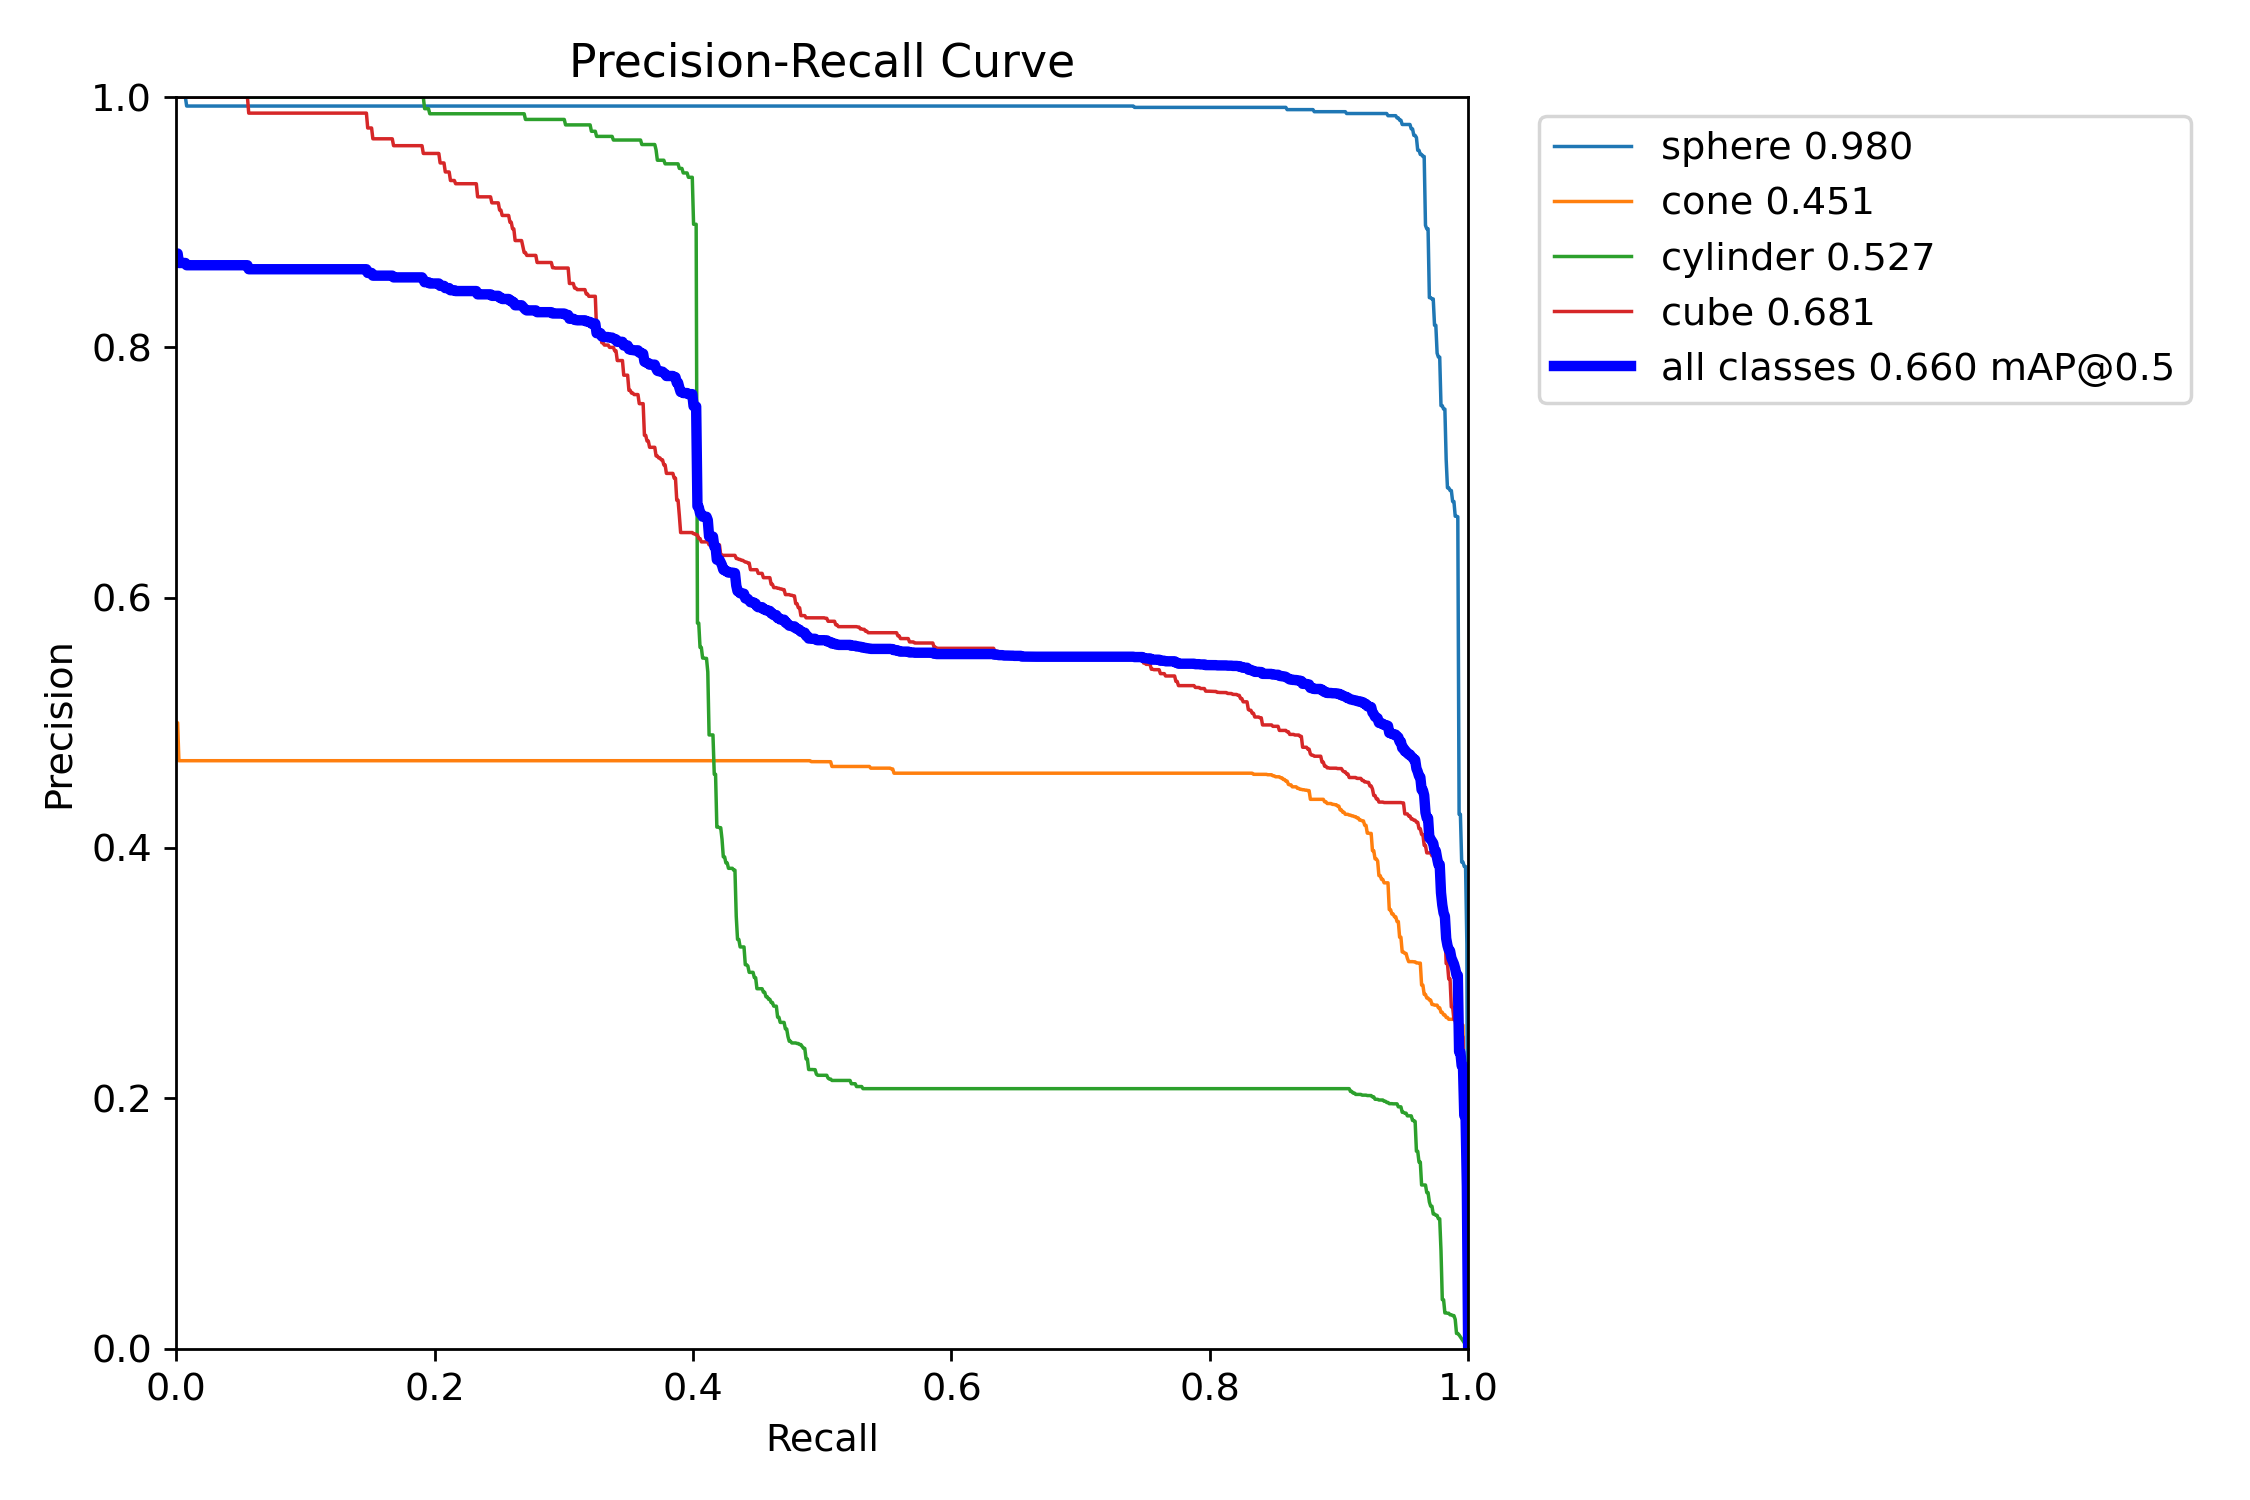 Precision-Recall Curve
1.0
0.8
0.6
0.4
0.2
0.0
Precision
0.0 0.2 0.4 0.6 0.8 1.0
Recall
sphere 0.980
cone 0.451
cylinder 0.527
cube 0.681
all classes 0.660 mAP@0.5